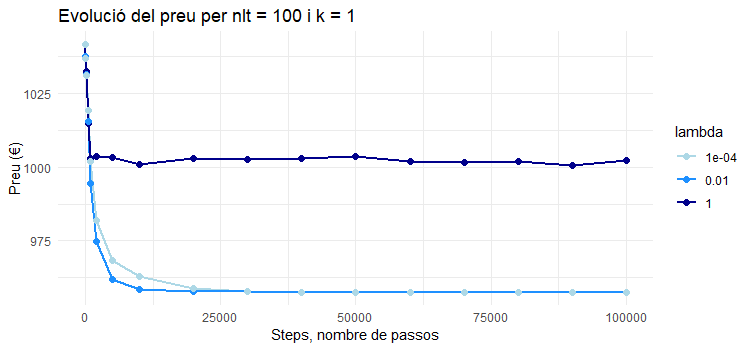 Evolució del preu per nlt = 100 i k = 1
Preu (€)
1025
1000
975
0
25000
50000
75000
100000
Steps, nombre de passos
lambda
1e-04
0.01
1